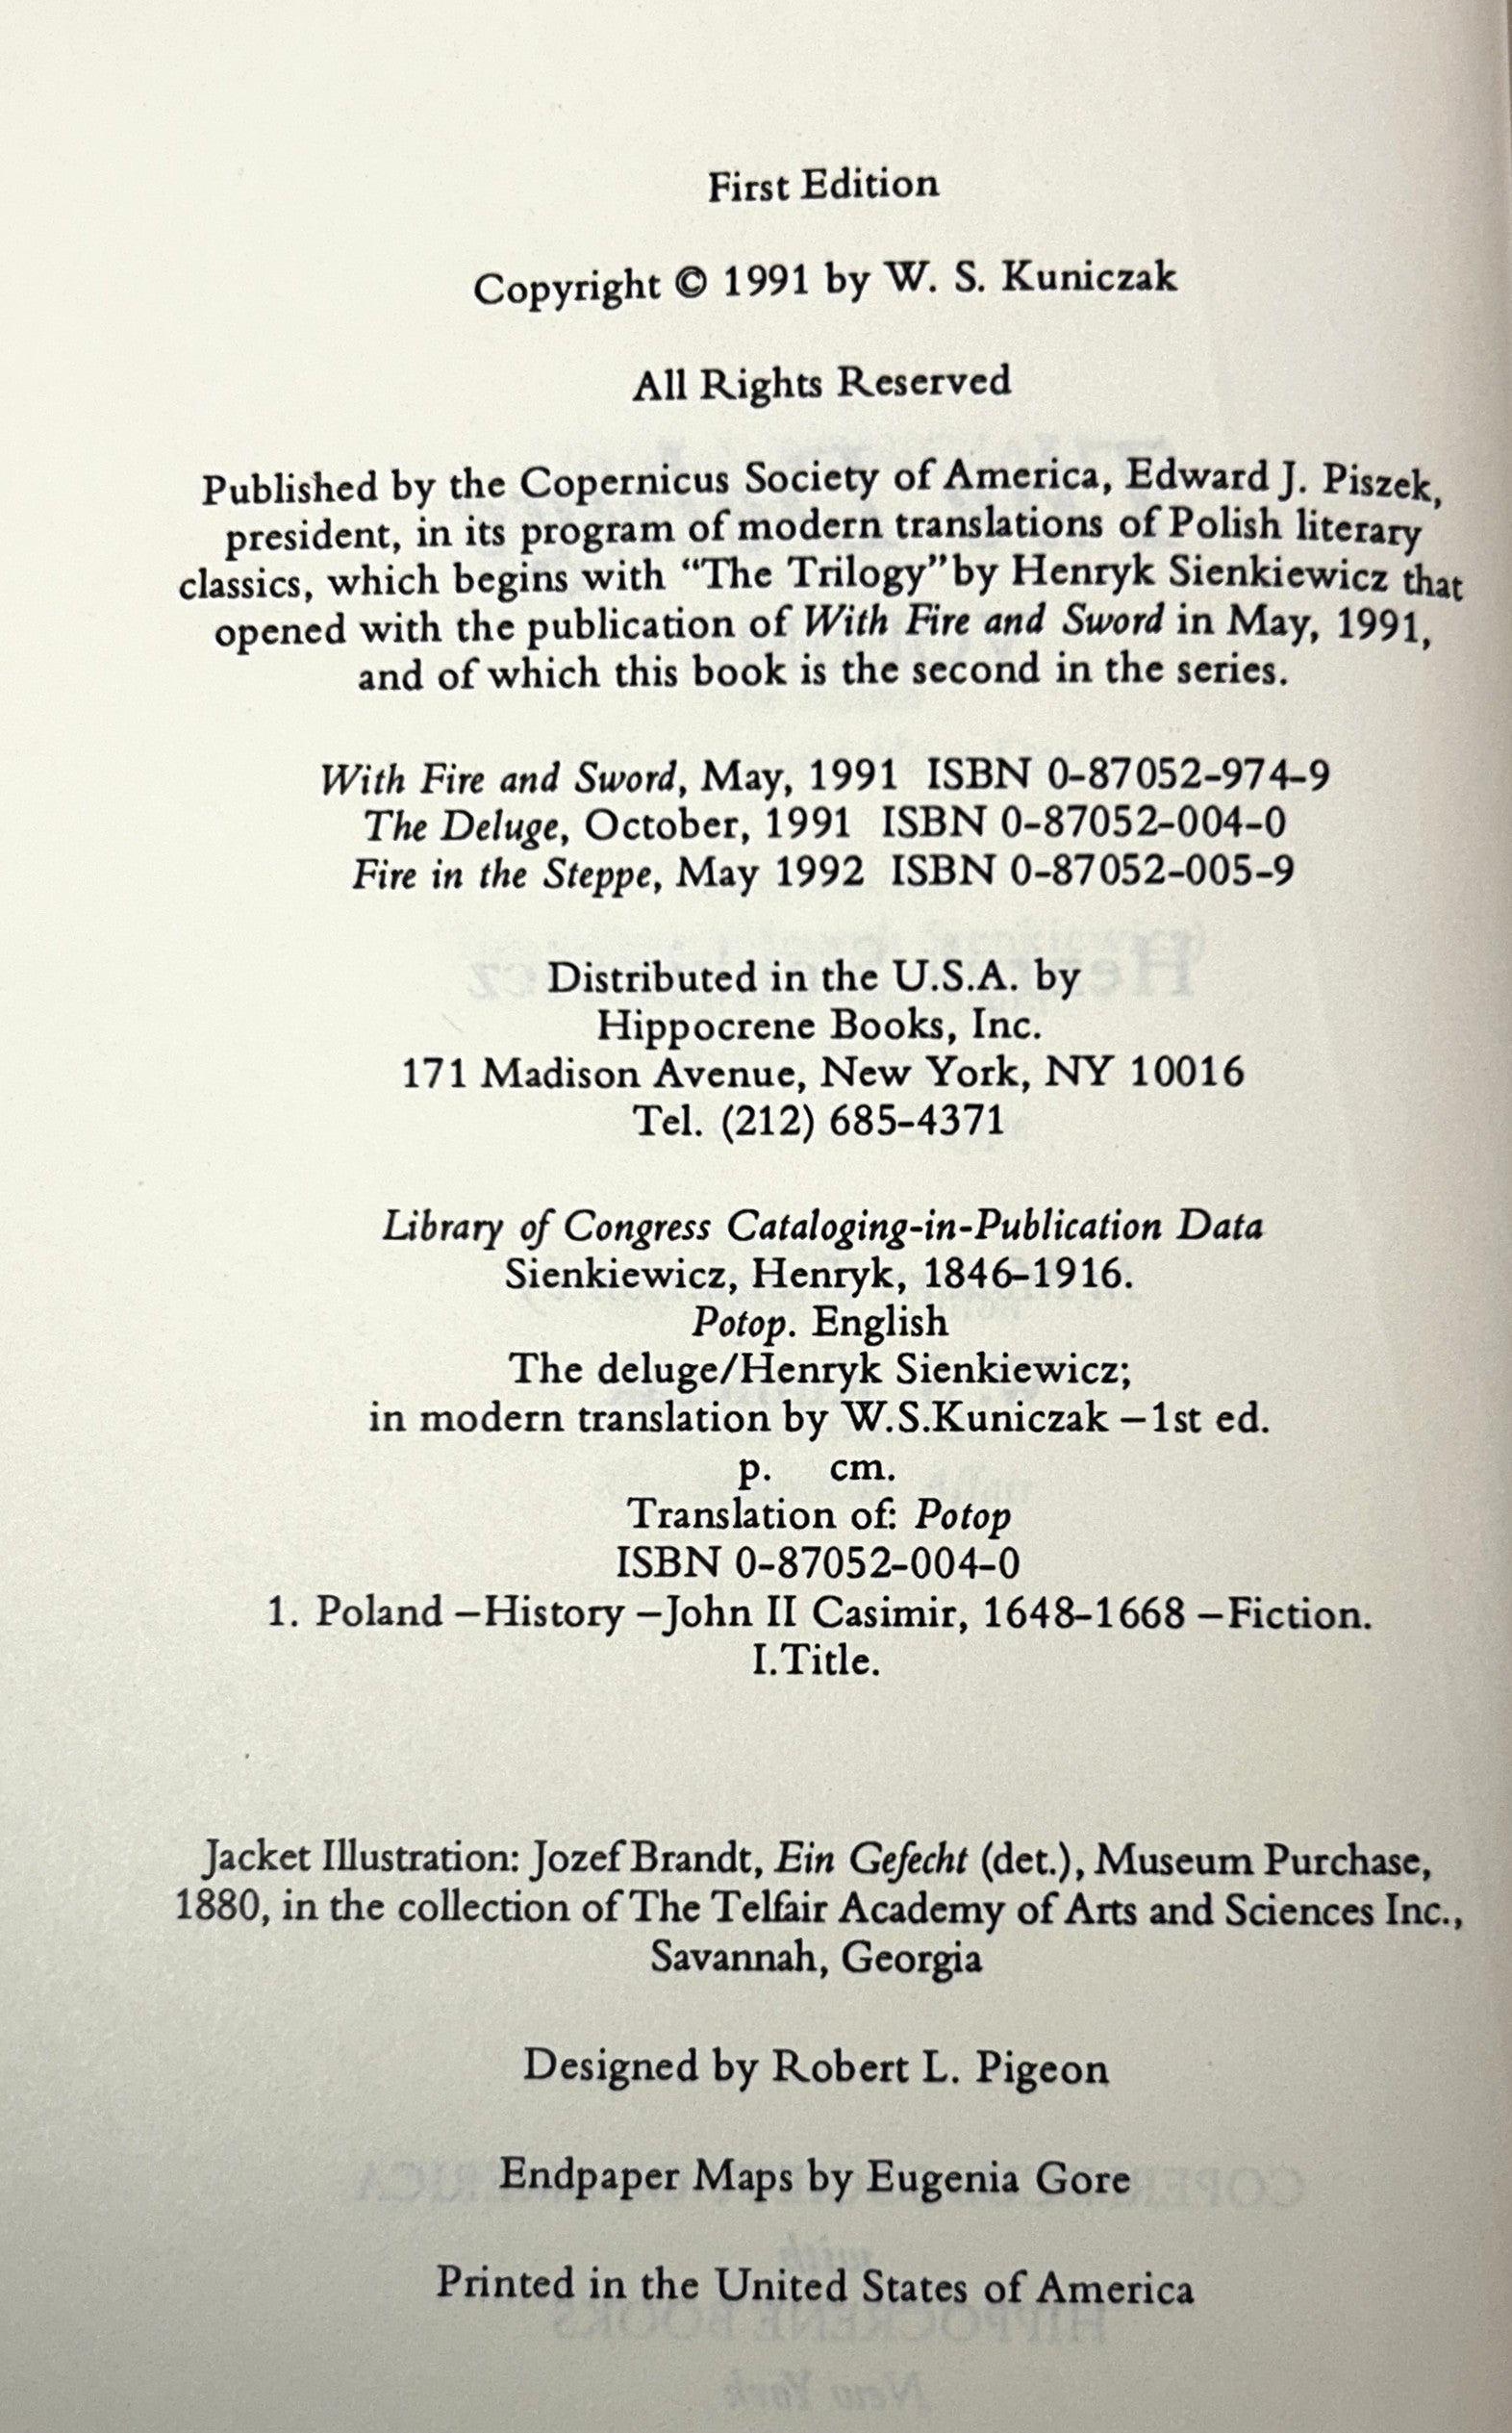 First Edition
Copyright © 1991 by W. S. Kuniczak
All Rights Reserved
Published by the Copernicus Society of America, Edward J. Piszek,
president, in its program of modern translations of Polish literary
classics, which begins with “The Trilogy”by Henryk Sienkiewicz that
opened with the publication of With Fire and Sword in May, 1991,
and of which this book is the second in the series.
With Fire and Sword, May, 1991 ISBN 0-87052-974-9
The Deluge, October, 1991 ISBN 0-87052-004-0
Fire in the Steppe, May 1992 ISBN 0-87052-005-9
Distributed in the U.S.A. by
Hippocrene Books, Inc.
171 Madison Avenue, New York, NY 10016
Tel. (212) 685-4371
Library of Congress Cataloging-in-Publication Data
Sienkiewicz, Henryk, 1846-1916.
Potop. English
The deluge/Henryk Sienkiewicz;
in modern translation by W.S.Kuniczak –1st ed.
p. cm.
Translation of: Potop
ISBN 0-87052-004-0
1. Poland –History –John II Casimir, 1648-1668 –Fiction.
I.Title.
Jacket Illustration: Jozef Brandt, Ein Gefecht (det.), Museum Purchase,
1880, in the collection of The Telfair Academy of Arts and Sciences Inc.,
Savannah, Georgia
Designed by Robert L. Pigeon
Endpaper Maps by Eugenia Gore
Printed in the United States of America